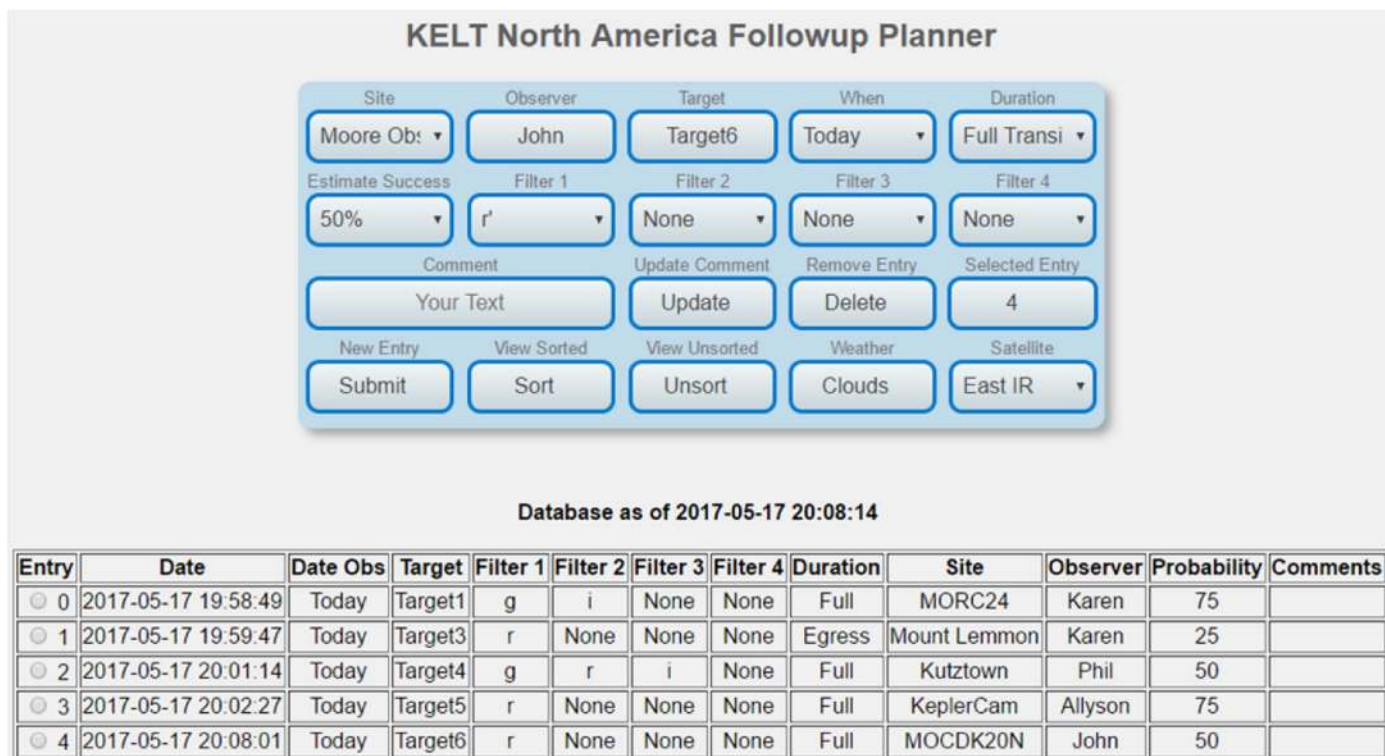 KELT North America Followup Planner
Site Observer Target When Duration
Moore Obs John Target6 Today Full Transi
Estimate Success Filter 1 Filter 2 Filter 3 Filter 4
50% r' None None None
Comment Update Comment Remove Entry Selected Entry
Your Text Update Delete 4
New Entry View Sorted View Unsorted Weather Satellite
Submit Sort Unsort Clouds East IR
Database as of 2017-05-17 20:08:14
Entry Date Date Obs Target Filter 1 Filter 2 Filter 3 Filter 4 Duration Site Observer Probability Comments
0 2017-05-17 19:58:49 Today Target1 g i None None Full MORC24 Karen 75
1 2017-05-17 19:59:47 Today Target3 r None None None Egress Mount Lemmon Karen 25
2 2017-05-17 20:01:14 Today Target4 g r i None Full Kutztown Phil 50
3 2017-05-17 20:02:27 Today Target5 r None None None Full KeplerCam Allyson 75
4 2017-05-17 20:08:01 Today Target6 r None None None Full MOCDK20N John 50